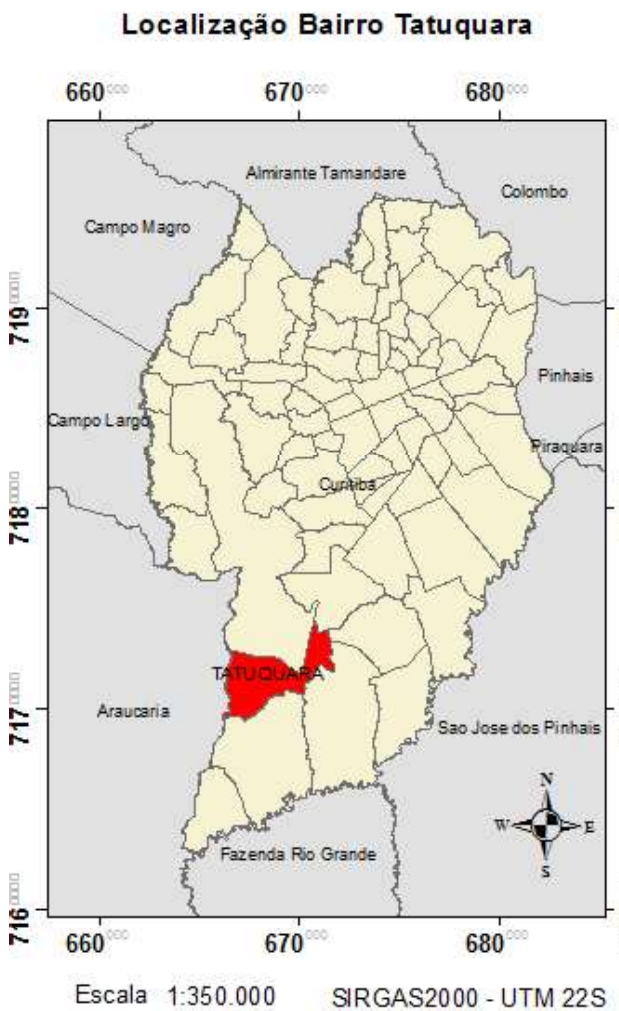 Localização Bairro Tatuquara
660000 670000 680000
Almirante Tamandare
Colombo
Campo Magro
7190000
Pinhais
Campo Largo
Piraquara
Curitiba
7180000
TATUQUARA
Araucaria
7170000
Sao Jose dos Pinhais
N
W E
S
Fazenda Rio Grande
7160000
660000 670000 680000
Escala 1:350.000 SIRGAS2000 - UTM 22S